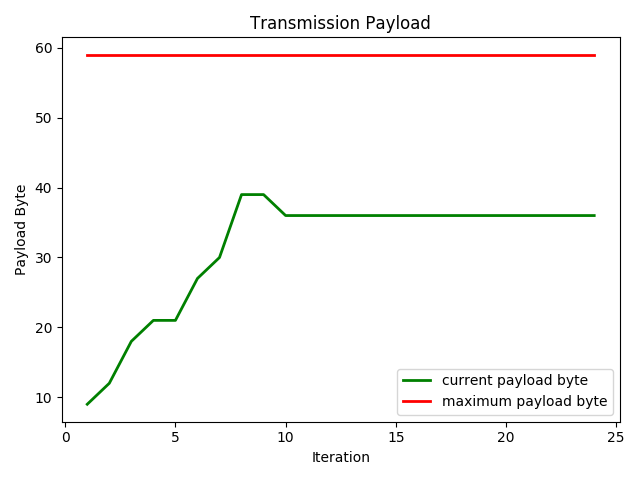 Transmission Payload
60
50
40
30
20
10
Payload Byte
0
5
10
15
20
25
Iteration
current payload byte
maximum payload byte